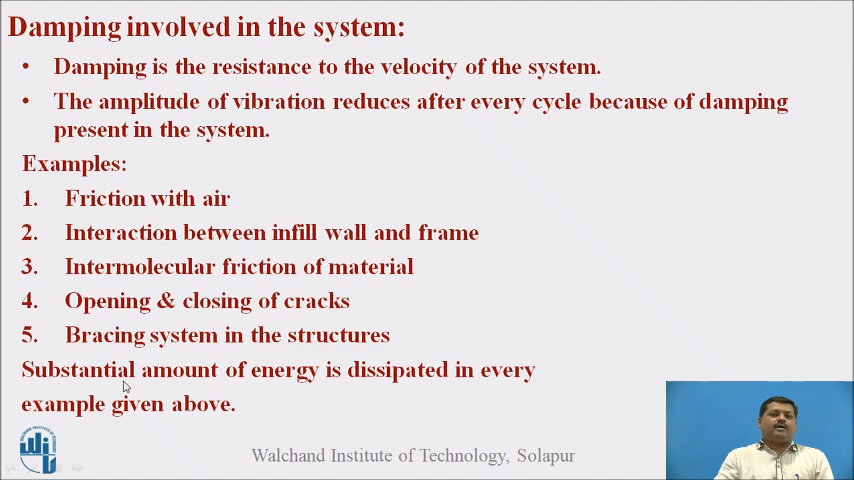 Damping involved in the system:
• Damping is the resistance to the velocity of the system.
• The amplitude of vibration reduces after every cycle because of damping
present in the system.
Examples:
1. Friction with air
2. Interaction between infill wall and frame
3. Intermolecular friction of material
4. Opening & closing of cracks
5. Bracing system in the structures
Substantial amount of energy is dissipated in every
example given above.
Walchand Institute of Technology, Solapur